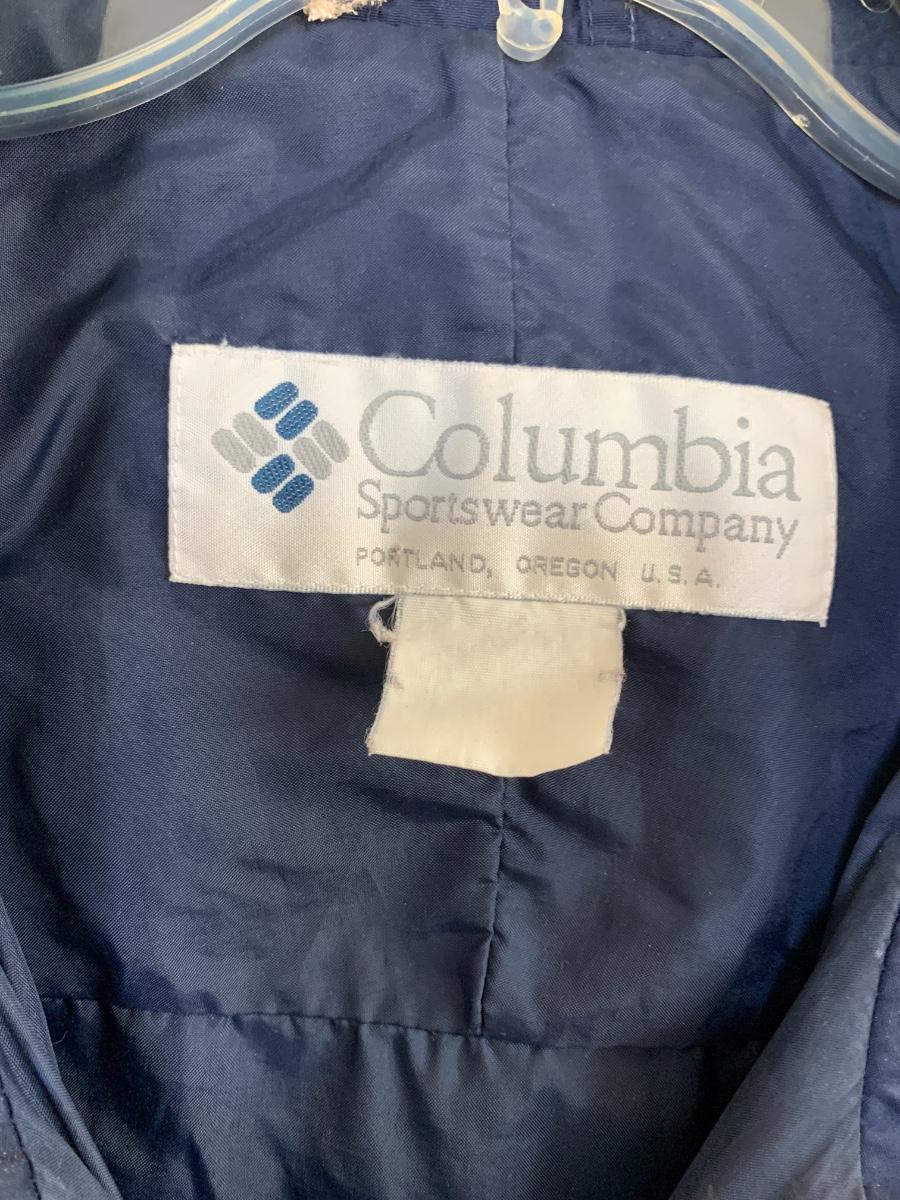 Columbia
Sportswear Company
PORTLAND, OREGON U.S.A.